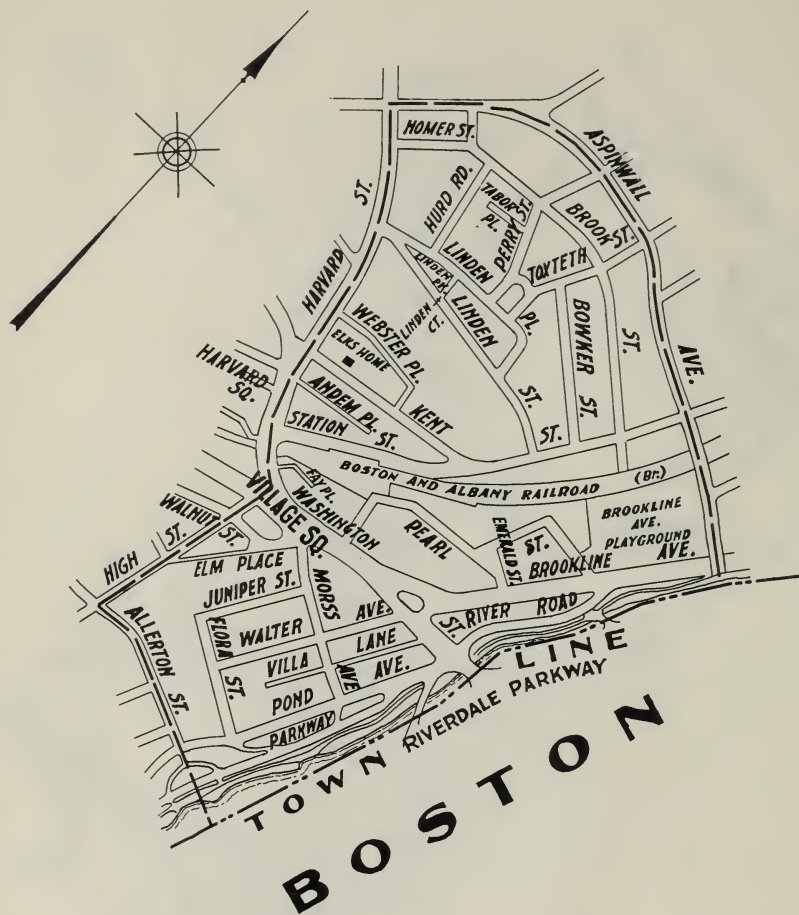 HOMER ST.
ASPINWALL
AVE.
HURD RD.
TABOR
PL.
PERRY ST.
BROOK ST.
TOXTETH
ST.
HARVARD
ST.
LINDEN
PL.
LINDEN
PK.
LINDEN
CT.
LINDEN
ST.
BOWKER
ST.
WEBSTER PL.
ELKS HOME
HARVARD
SQ.
KENT
ST.
ANDEM PL.
STATION
ST.
BOSTON AND ALBANY RAILROAD (Br.)
FAY PL.
WASHINGTON
ST.
VILLAGE SQ.
WALNUT
ST.
HIGH
ST.
PEARL
ST.
EMERALD ST.
BROOKLINE
AVE.
PLAYGROUND
BROOKLINE
AVE.
ELM PLACE
JUNIPER ST.
MORSS
AVE.
RIVER ROAD
ALLERTON
ST.
FLORA
ST.
WALTER
AVE.
VILLA
LANE
POND
AVE.
PARKWAY
TOWN LINE
RIVERDALE PARKWAY
BOSTON